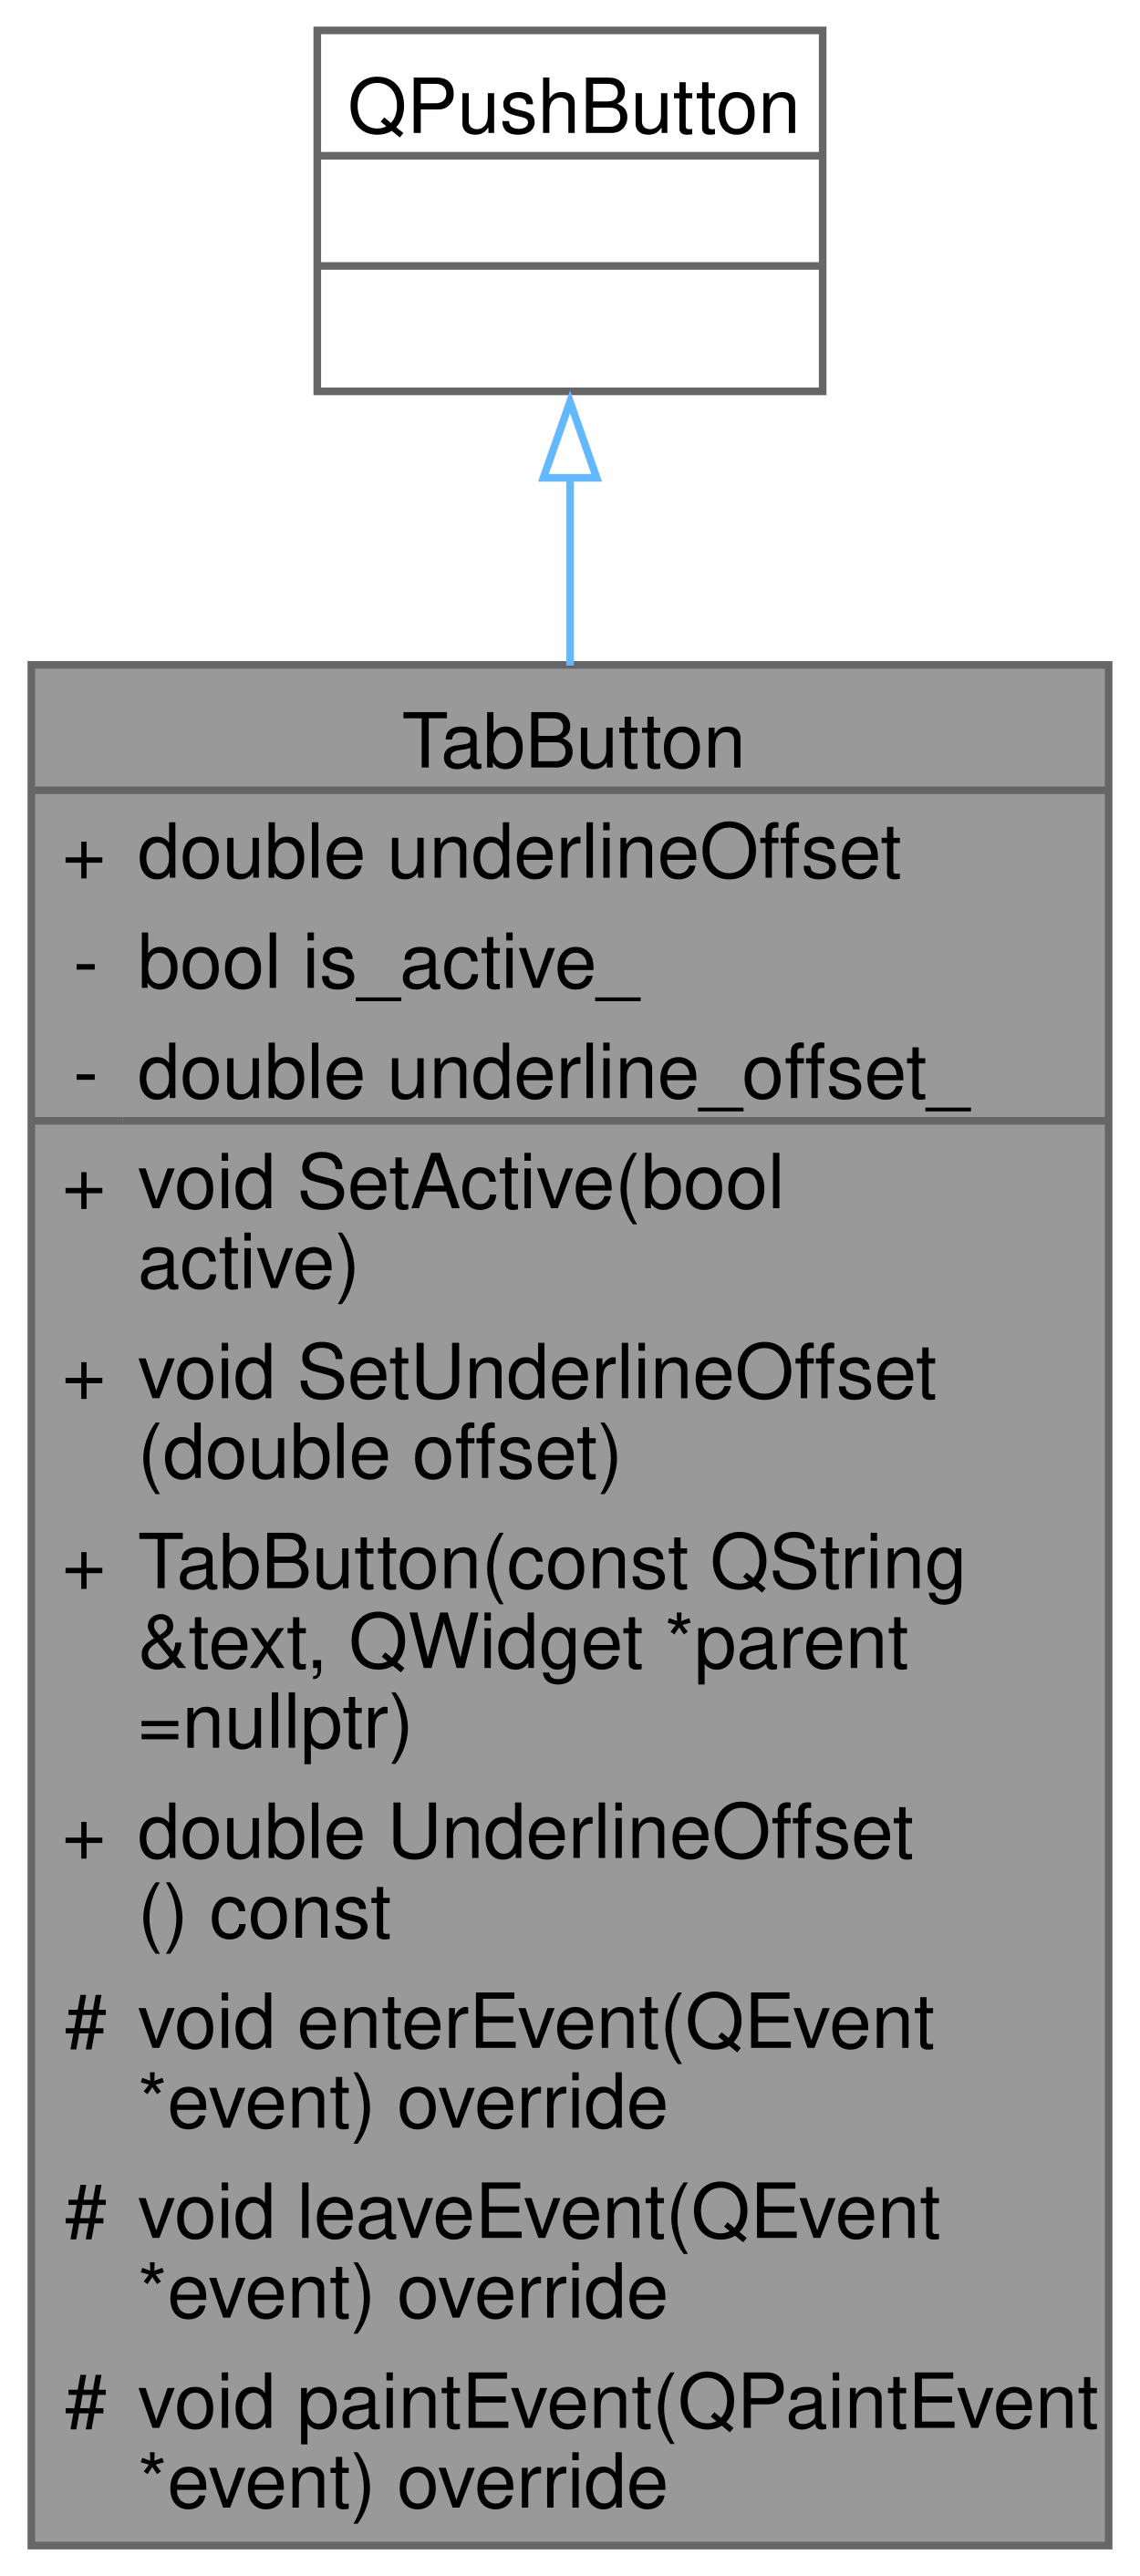 QPushButton
TabButton
+ double underlineOffset
- bool is_active_
- double underline_offset_
+ void SetActive(bool
active)
+ void SetUnderlineOffset
(double offset)
+ TabButton(const QString
&text, QWidget *parent
=nullptr)
+ double UnderlineOffset
() const
# void enterEvent(QEvent
*event) override
# void leaveEvent(QEvent
*event) override
# void paintEvent(QPaintEvent
*event) override